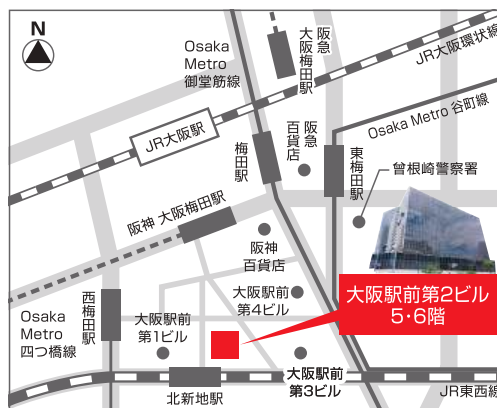 N
Osaka
Metro
御堂筋線
阪急
大阪梅田駅
JR大阪環状線
JR大阪駅
梅田駅
阪急
百貨店
Osaka Metro 谷町線
東梅田駅
曽根崎警察署
阪神 大阪梅田駅
阪神
百貨店
大阪駅前第2ビル
5・6階
大阪駅前
第4ビル
西梅田駅
Osaka
Metro
四つ橋線
大阪駅前
第1ビル
大阪駅前
第3ビル
北新地駅
JR東西線